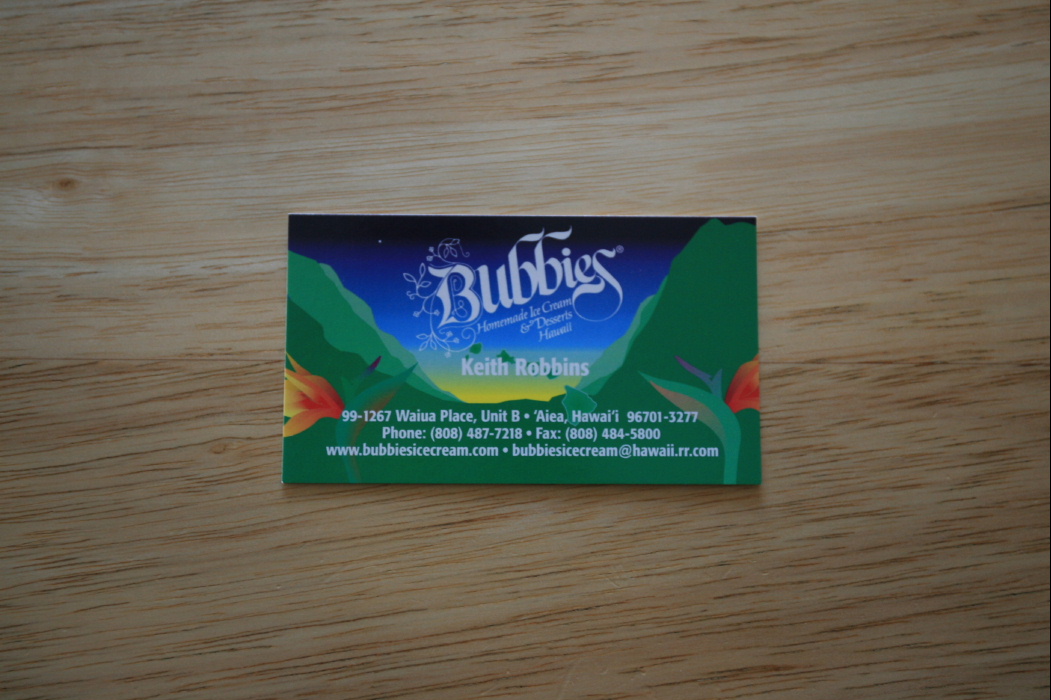 Bubbies®
Homemade Ice Cream
& Desserts
Hawaii
Keith Robbins
99-1267 Waiua Place, Unit B • ‘Aiea, Hawai‘i 96701-3277
Phone: (808) 487-7218 • Fax: (808) 484-5800
www.bubbiesicecream.com • bubbiesicecream@hawaii.rr.com